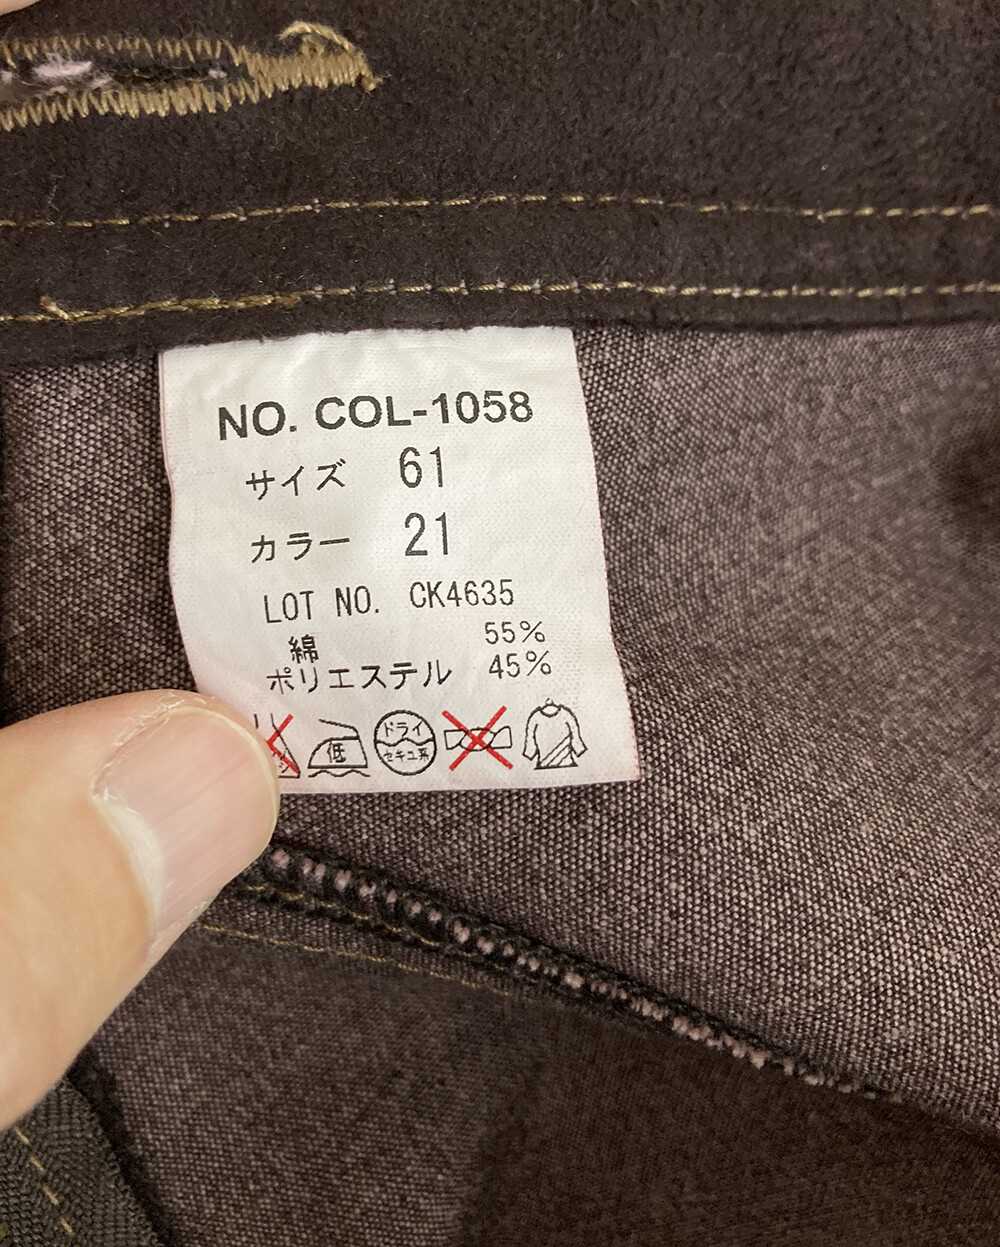 NO. COL-1058
サイズ 61
カラー 21
LOT NO. CK4635
綿 55%
ポリエステル 45%
低 ドライ
セキユ系